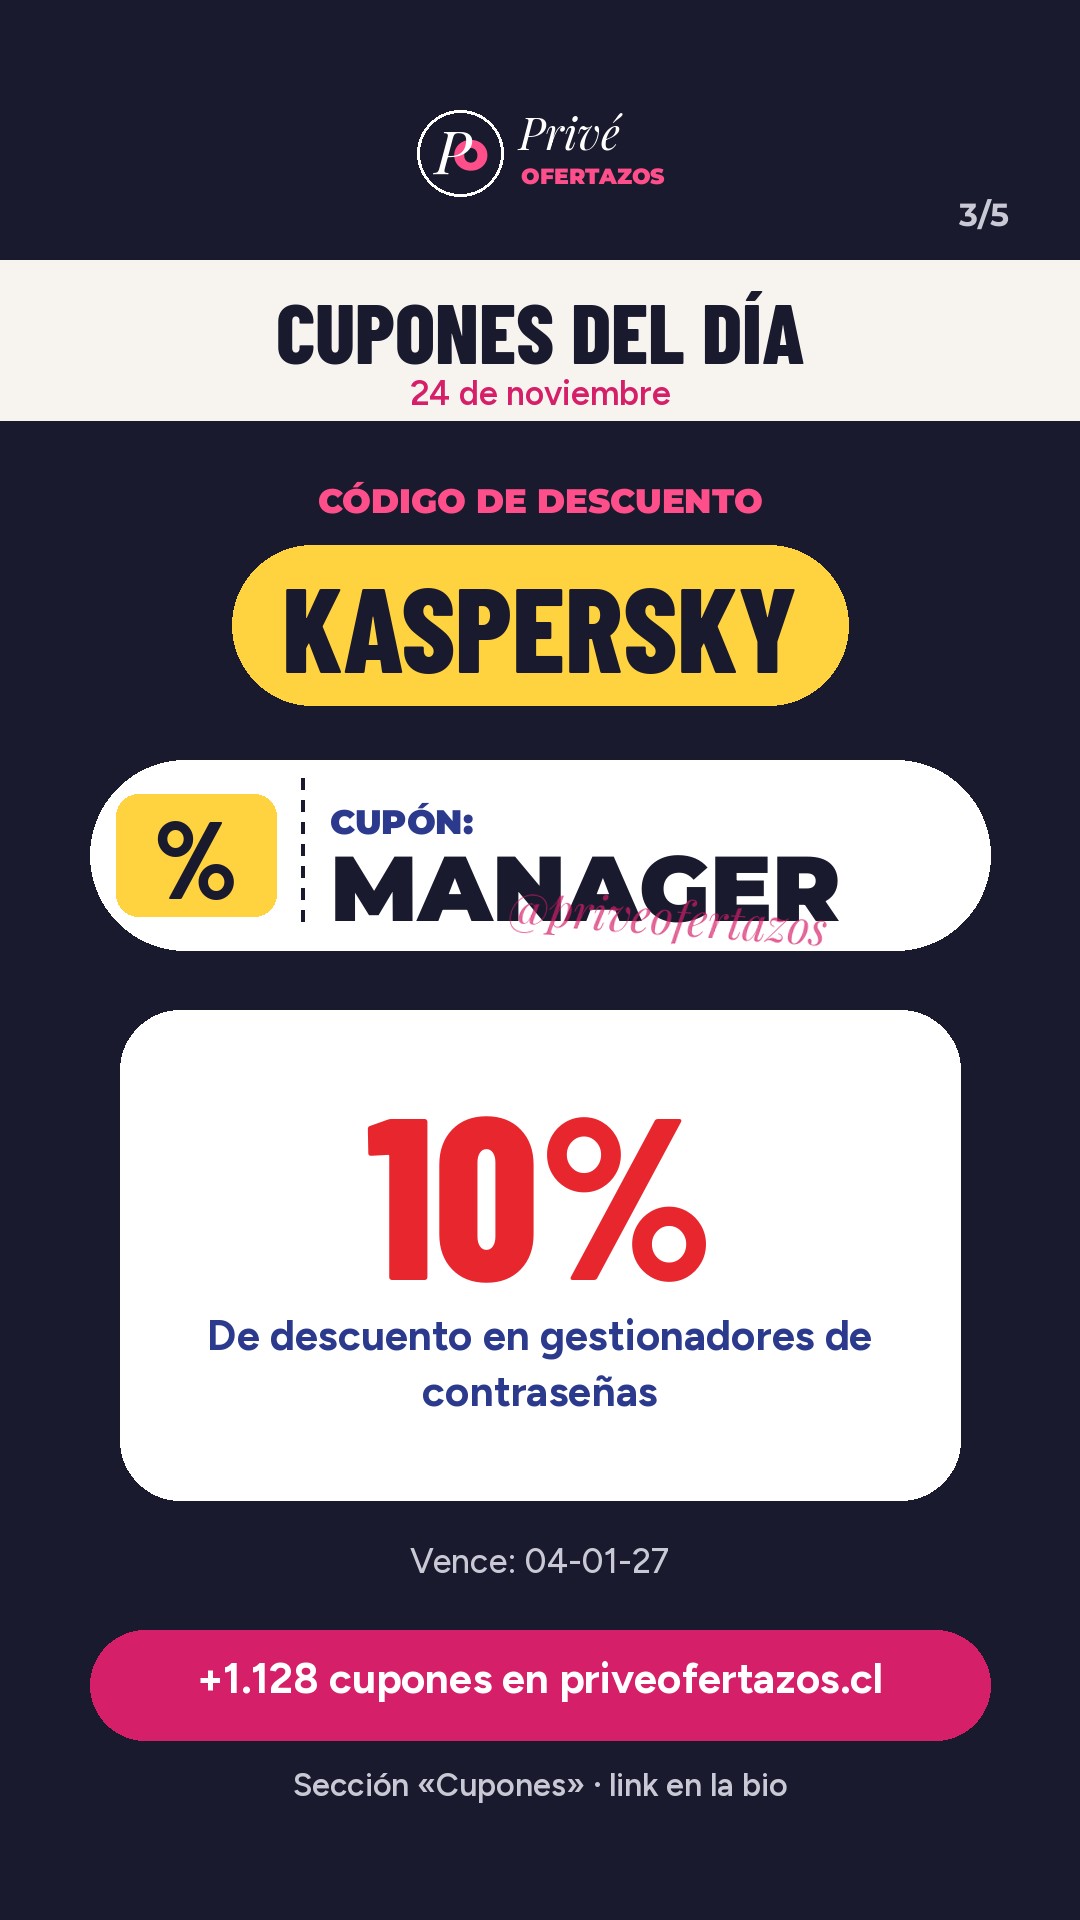 Po
Privé
OFERTAZOS
3/5
CUPONES DEL DÍA
24 de noviembre
CÓDIGO DE DESCUENTO
KASPERSKY
%
CUPÓN:
MANAGER
@priveofertazos
10%
De descuento en gestionadores de
contraseñas
Vence: 04-01-27
+1.128 cupones en priveofertazos.cl
Sección «Cupones» · link en la bio